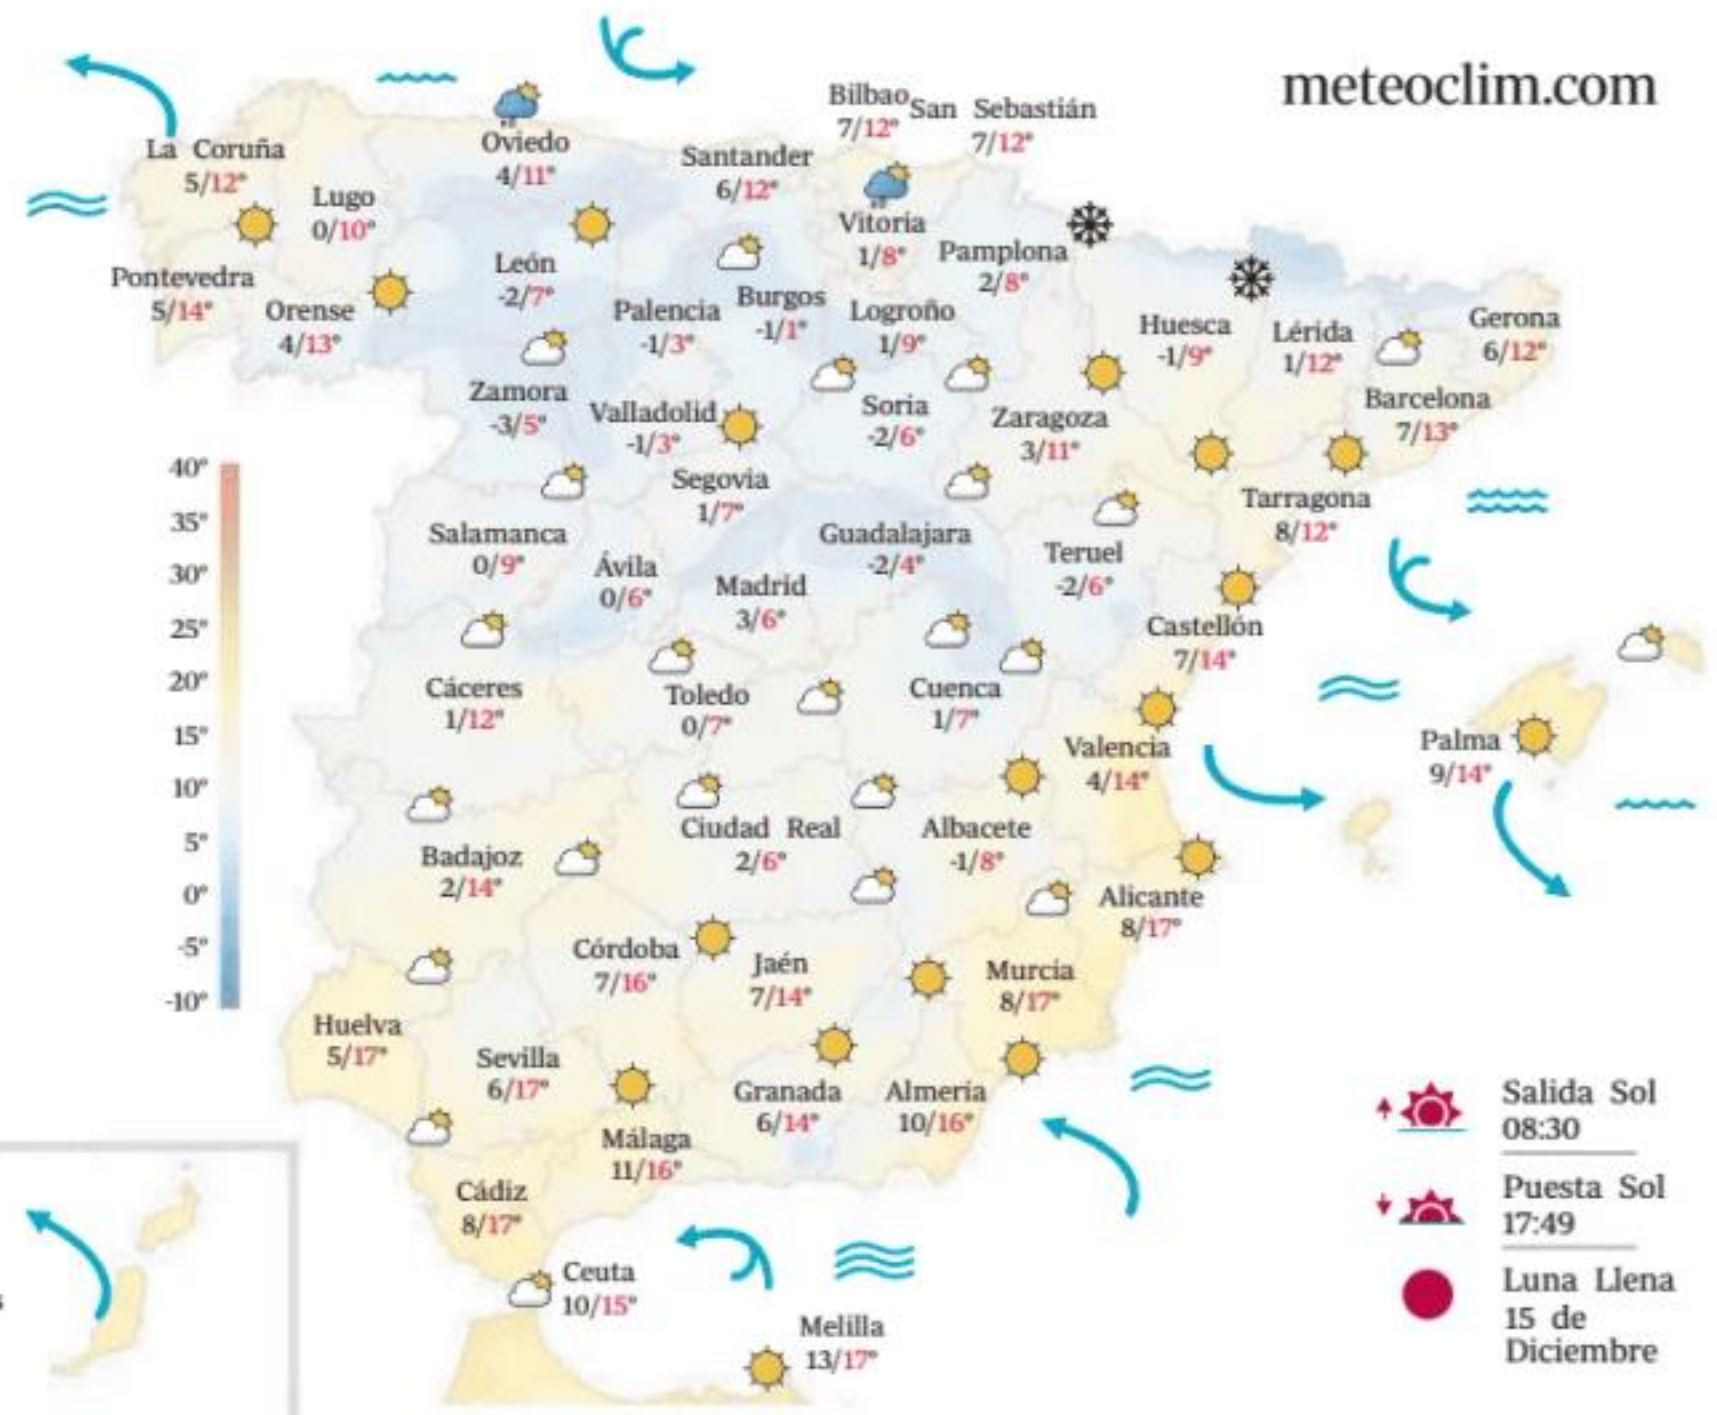 meteoclim.com
La Coruña
5/12°
Lugo
0/10°
Oviedo
4/11°
Santander
6/12°
Bilbao
7/12°
San Sebastián
7/12°
Vitoria
1/8°
Pamplona
2/8°
Pontevedra
5/14°
Orense
4/13°
León
-2/7°
Palencia
-1/3°
Burgos
-1/1°
Logroño
1/9°
Huesca
-1/9°
Lérida
1/12°
Gerona
6/12°
Zamora
-3/5°
Valladolid
-1/3°
Soria
-2/6°
Zaragoza
3/11°
Barcelona
7/13°
Segovia
1/7°
Tarragona
8/12°
Salamanca
0/9°
Ávila
0/6°
Madrid
3/6°
Guadalajara
-2/4°
Teruel
-2/6°
Castellón
7/14°
Cáceres
1/12°
Toledo
0/7°
Cuenca
1/7°
Valencia
4/14°
Palma
9/14°
Badajoz
2/14°
Ciudad Real
2/6°
Albacete
-1/8°
Alicante
8/17°
Córdoba
7/16°
Jaén
7/14°
Murcia
8/17°
Huelva
5/17°
Sevilla
6/17°
Granada
6/14°
Almería
10/16°
Málaga
11/16°
Cádiz
8/17°
Ceuta
10/15°
Melilla
13/17°
40°
35°
30°
25°
20°
15°
10°
5°
0°
-5°
-10°
Salida Sol
08:30
Puesta Sol
17:49
Luna Llena
15 de
Diciembre